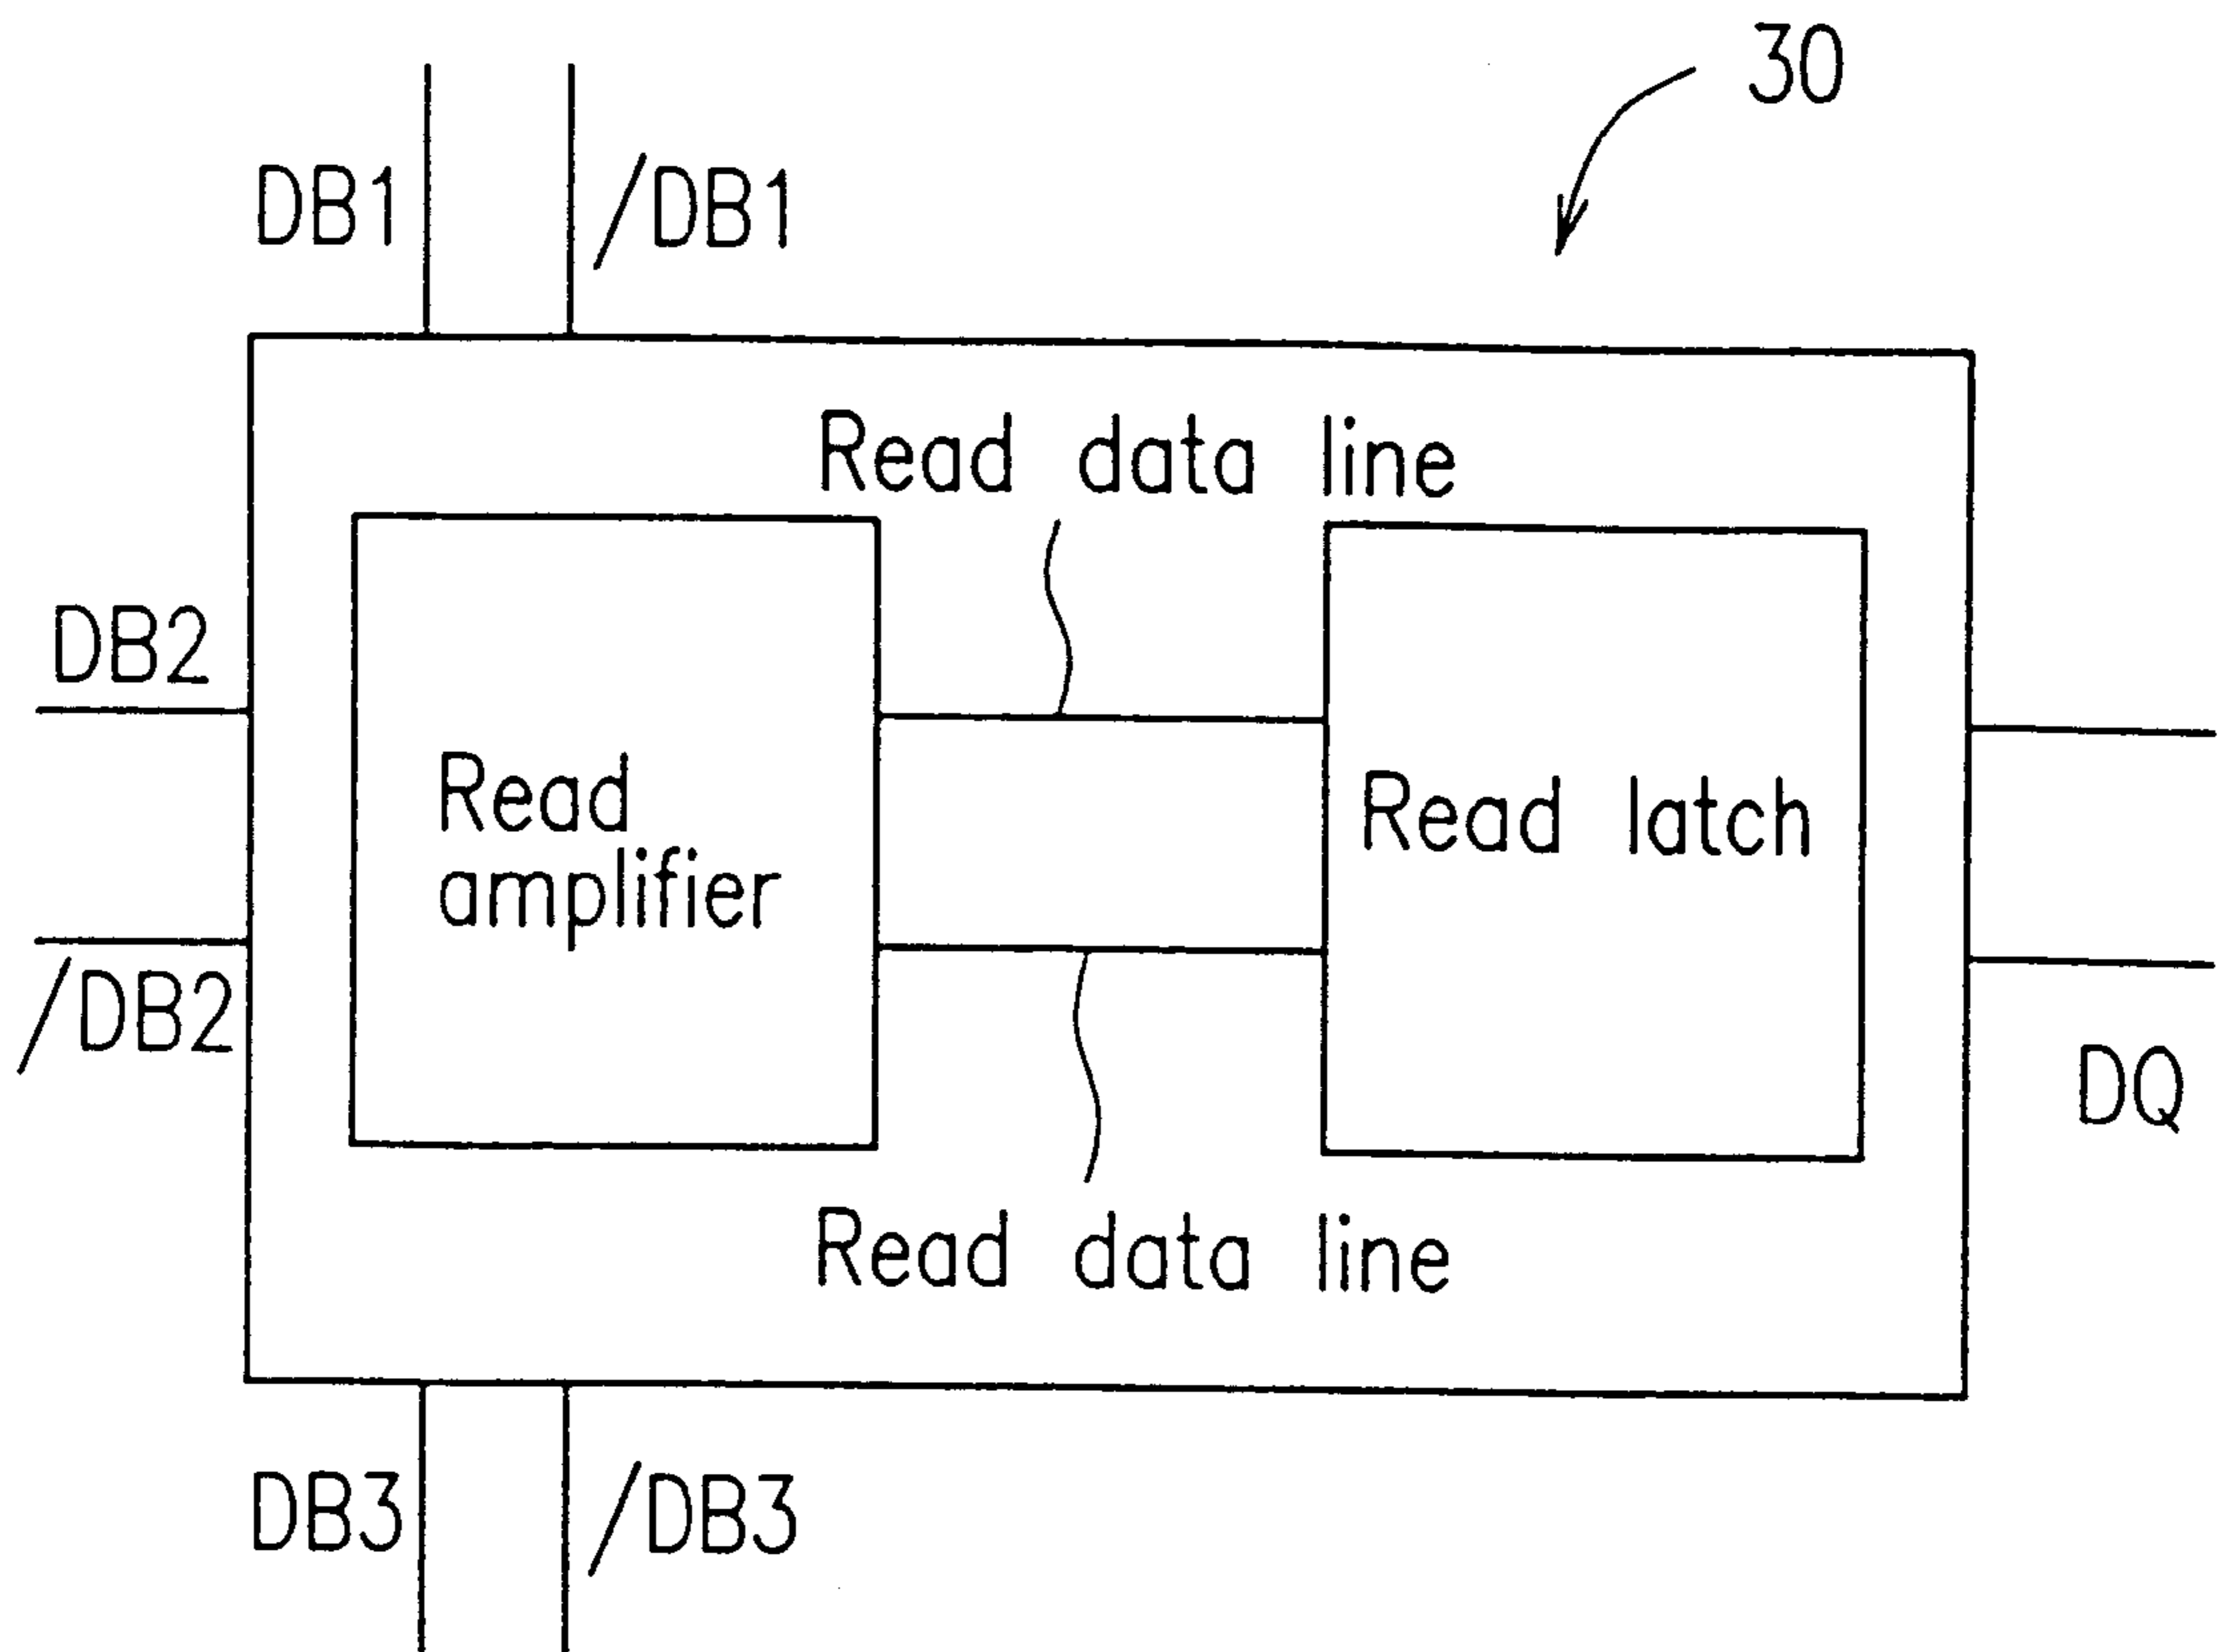 30
DB1
/DB1
Read data line
DB2
Read
amplifier
Read latch
/DB2
DQ
Read data line
DB3
/DB3